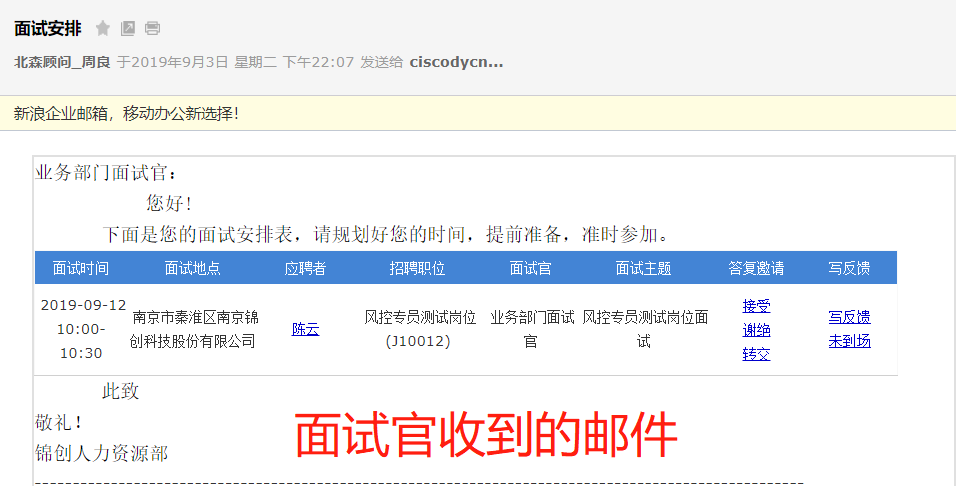 面试安排
北森顾问_周良 于2019年9月3日 星期二 下午22:07 发送给 ciscodycn...
新浪企业邮箱，移动办公新选择！
业务部门面试官：
您好！
下面是您的面试安排表，请规划好您的时间，提前准备，准时参加。
面试时间 面试地点 应聘者 招聘职位 面试官 面试主题 答复邀请 写反馈
2019-09-12
10:00-
10:30
南京市秦淮区南京锦
创科技股份有限公司
陈云
风控专员测试岗位
(J10012)
业务部门面试
官
风控专员测试岗位面
试
接受
谢绝
转交
写反馈
未到场
此致
敬礼！
锦创人力资源部
面试官收到的邮件